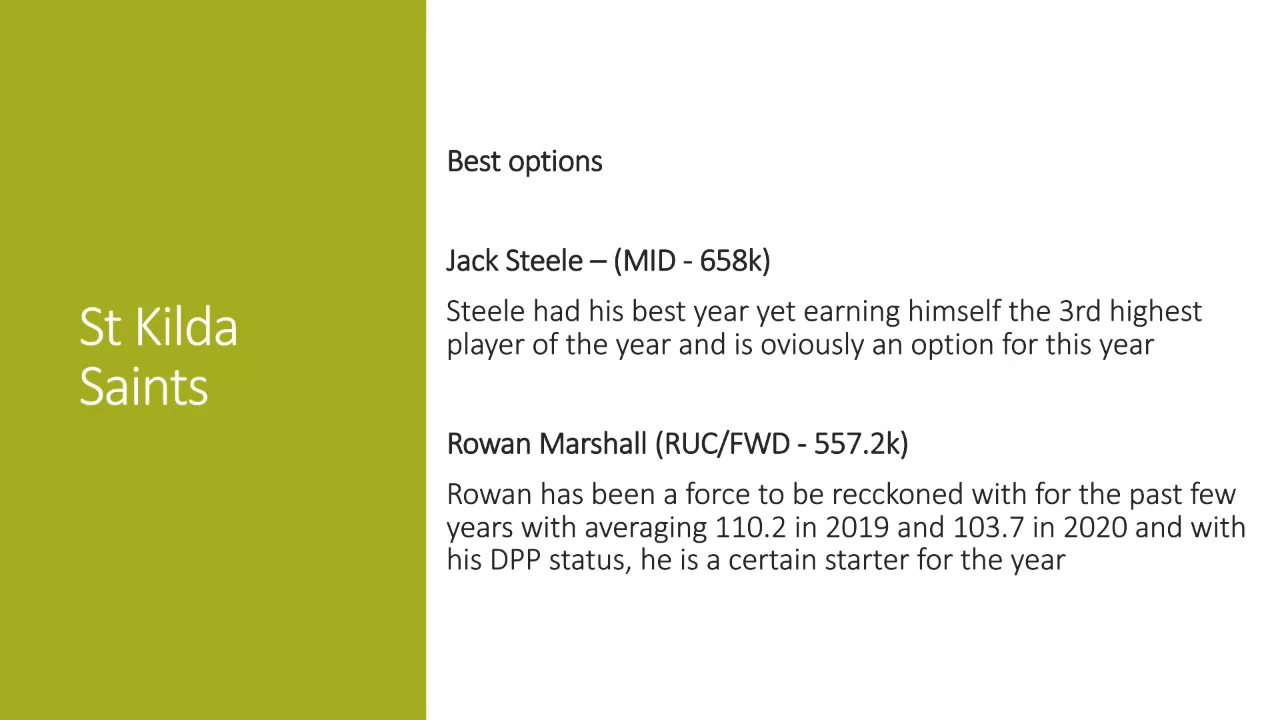 St Kilda
Saints
Best options
Jack Steele – (MID - 658k)
Steele had his best year yet earning himself the 3rd highest
player of the year and is oviously an option for this year
Rowan Marshall (RUC/FWD - 557.2k)
Rowan has been a force to be recckoned with for the past few
years with averaging 110.2 in 2019 and 103.7 in 2020 and with
his DPP status, he is a certain starter for the year